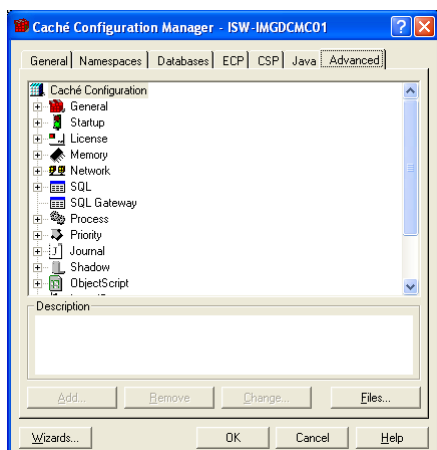 Caché Configuration Manager - ISW-IMGDCMC01
General Namespaces Databases ECP CSP Java Advanced
Caché Configuration
General
Startup
License
Memory
Network
SQL
SQL Gateway
Process
Priority
Journal
Shadow
ObjectScript
Description
Add... Remove Change... Files...
Wizards... OK Cancel Help